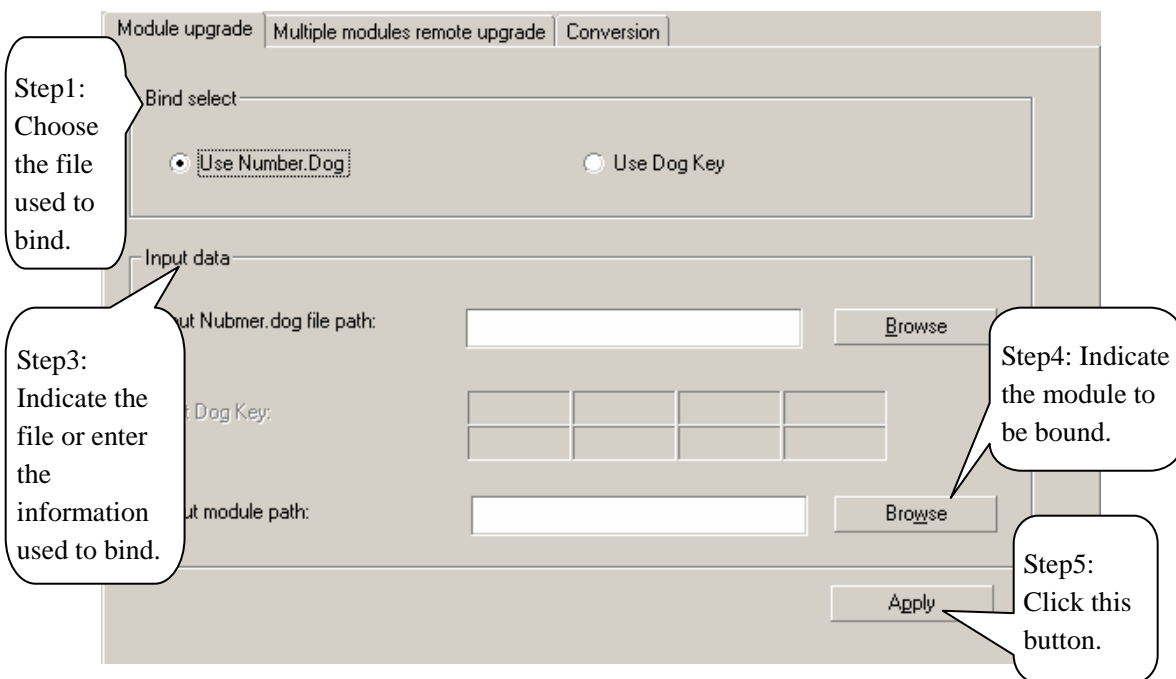 Module upgrade
Multiple modules remote upgrade
Conversion
Step1:
Choose
the file
used to
bind.
Bind select
Use Number.Dog
Use Dog Key
Input data
Nubmer.dog file path:
Browse
Step3:
Indicate the
file or enter
the
information
used to bind.
Dog Key:
Step4: Indicate
the module to
be bound.
module path:
Browse
Step5:
Click this
button.
Apply